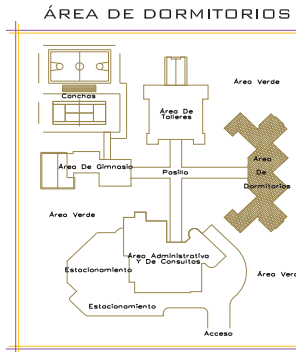 ÁREA DE DORMITORIOS
Área Verde
Canchas
Área De
Talleres
Área De Gimnasio
Pasillo
Área
De
Dormitorios
Área Verde
Área Administrativa
Y De Consultas
Estacionamiento
Área Verde
Estacionamiento
Acceso